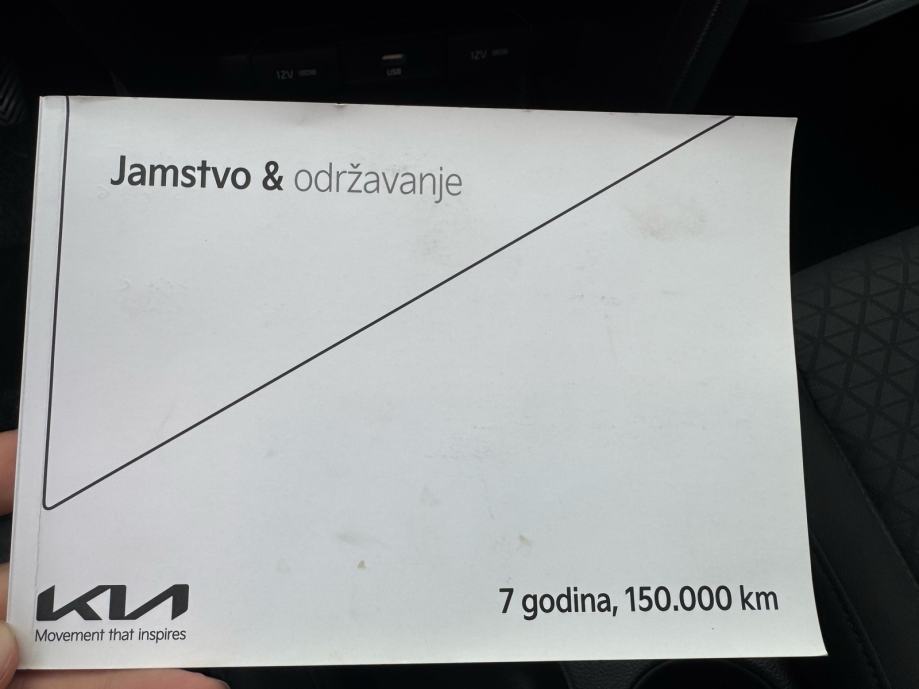 12V
USB
12V
Jamstvo & održavanje
KIA
Movement that inspires
7 godina, 150.000 km